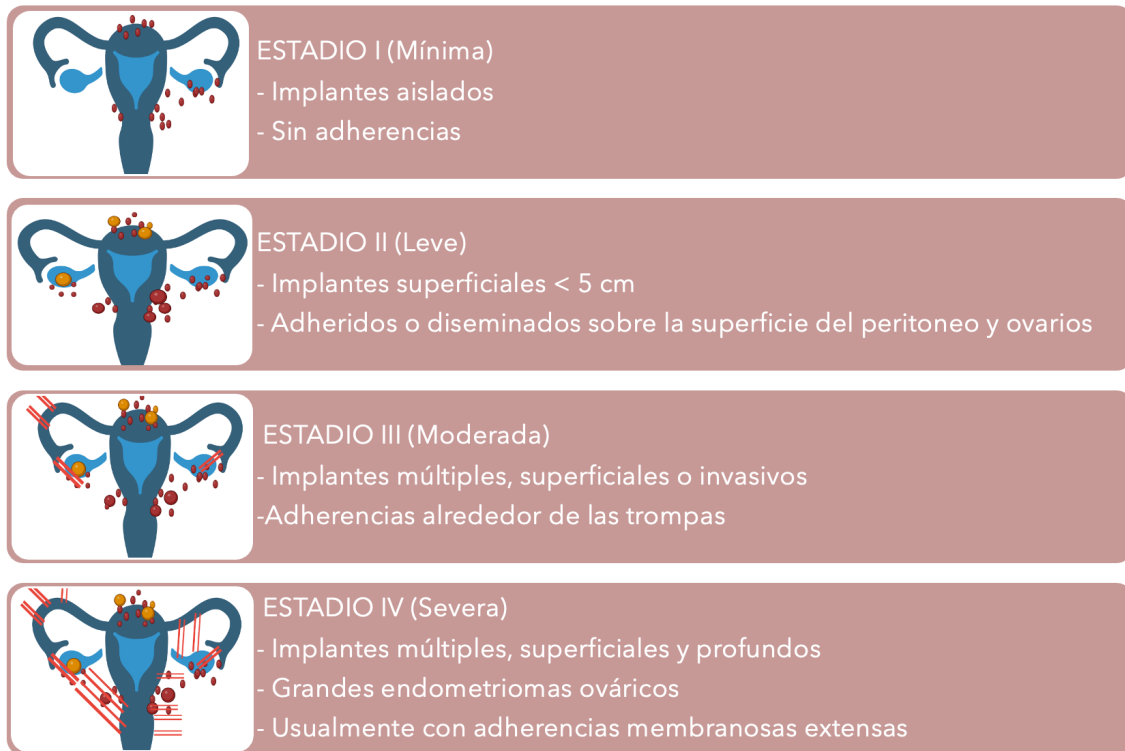 ESTADIO I (Mínima)
- Implantes aislados
- Sin adherencias
ESTADIO II (Leve)
- Implantes superficiales < 5 cm
- Adheridos o diseminados sobre la superficie del peritoneo y ovarios
ESTADIO III (Moderada)
- Implantes múltiples, superficiales o invasivos
-Adherencias alrededor de las trompas
ESTADIO IV (Severa)
- Implantes múltiples, superficiales y profundos
- Grandes endometriomas ováricos
- Usualmente con adherencias membranosas extensas